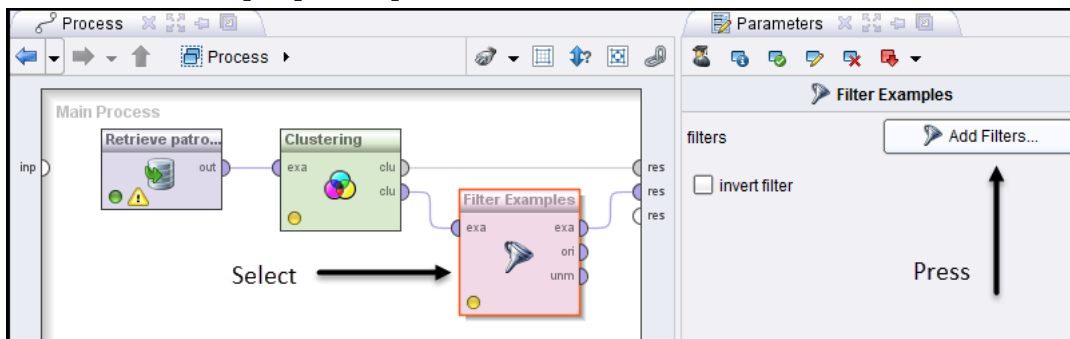 Process
Parameters
Process
Filter Examples
Main Process
Retrieve patro...
Clustering
filters
Add Filters...
inp
out
exa
clu
res
invert filter
clu
Filter Examples
res
exa
exa
res
ori
Select
unm
Press